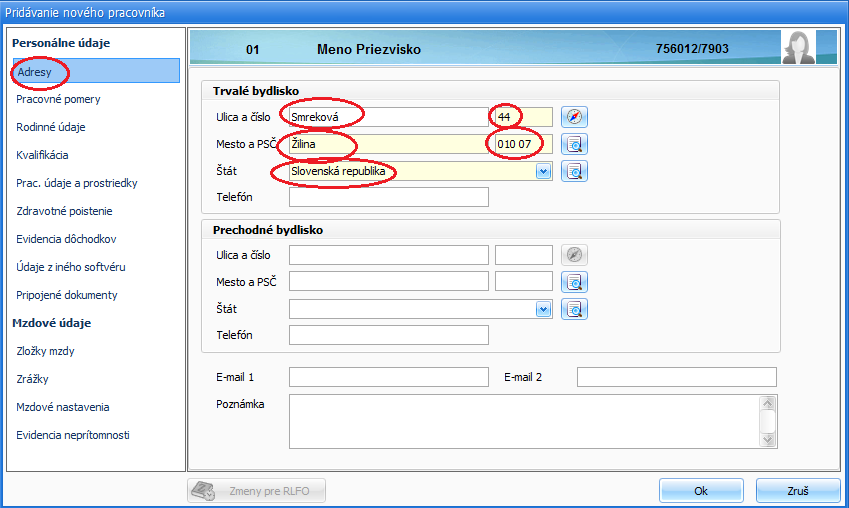 Pridávanie nového pracovníka
Personálne údaje
Adresy
Pracovné pomery
Rodinné údaje
Kvalifikácia
Prac. údaje a prostriedky
Zdravotné poistenie
Evidencia dôchodkov
Údaje z iného softvéru
Pripojené dokumenty
Mzdové údaje
Zložky mzdy
Zrážky
Mzdové nastavenia
Evidencia neprítomnosti
01 Meno Priezvisko 756012/7903
Trvalé bydlisko
Ulica a číslo Smreková 44
Mesto a PSČ Žilina 010 07
Štát Slovenská republika
Telefón
Prechodné bydlisko
Ulica a číslo
Mesto a PSČ
Štát
Telefón
E-mail 1 E-mail 2
Poznámka
Zmeny pre RLFO Ok Zruš